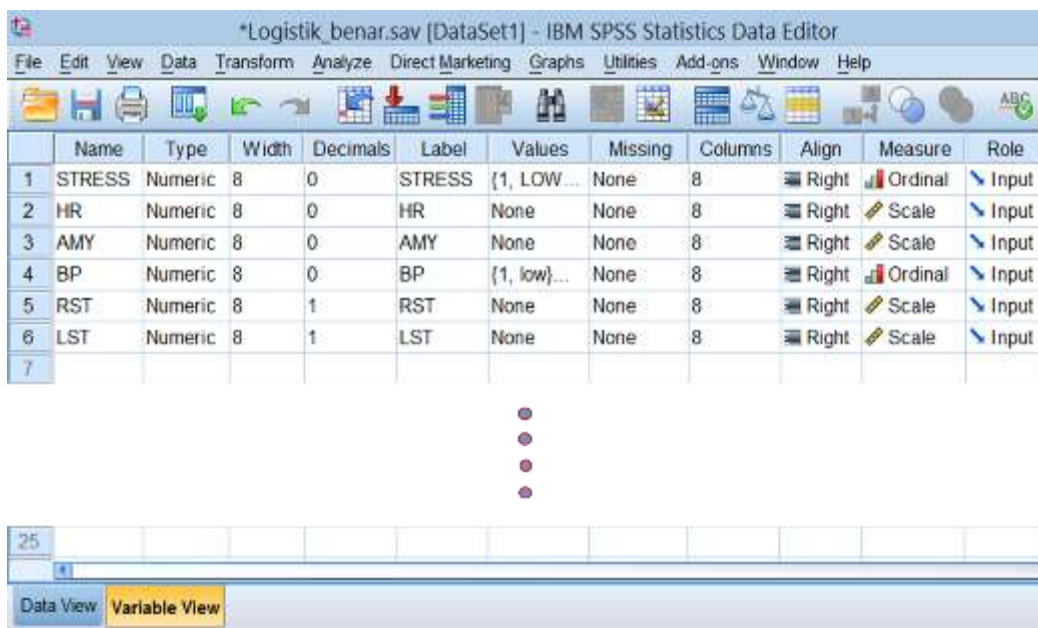 *Logistik_benar.sav [DataSet1] - IBM SPSS Statistics Data Editor
File Edit View Data Transform Analyze Direct Marketing Graphs Utilities Add-ons Window Help
ABC
Name Type Width Decimals Label Values Missing Columns Align Measure Role
1 STRESS Numeric 8 0 STRESS {1, LOW... None 8 Right Ordinal Input
2 HR Numeric 8 0 HR None None 8 Right Scale Input
3 AMY Numeric 8 0 AMY None None 8 Right Scale Input
4 BP Numeric 8 0 BP {1, low}... None 8 Right Ordinal Input
5 RST Numeric 8 1 RST None None 8 Right Scale Input
6 LST Numeric 8 1 LST None None 8 Right Scale Input
7
25
Data View Variable View